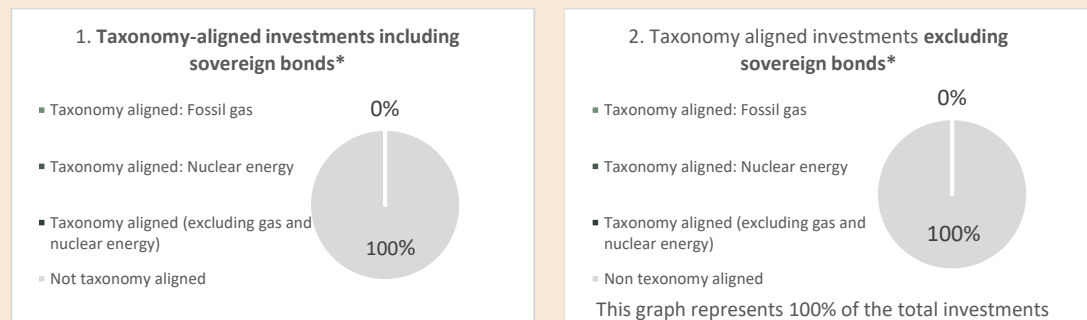 1. Taxonomy-aligned investments including
sovereign bonds*
Taxonomy aligned: Fossil gas
Taxonomy aligned: Nuclear energy
Taxonomy aligned (excluding gas and
nuclear energy)
Not taxonomy aligned
0%
100%
2. Taxonomy aligned investments excluding
sovereign bonds*
Taxonomy aligned: Fossil gas
Taxonomy aligned: Nuclear energy
Taxonomy aligned (excluding gas and
nuclear energy)
Non texonomy aligned
0%
100%
This graph represents 100% of the total investments